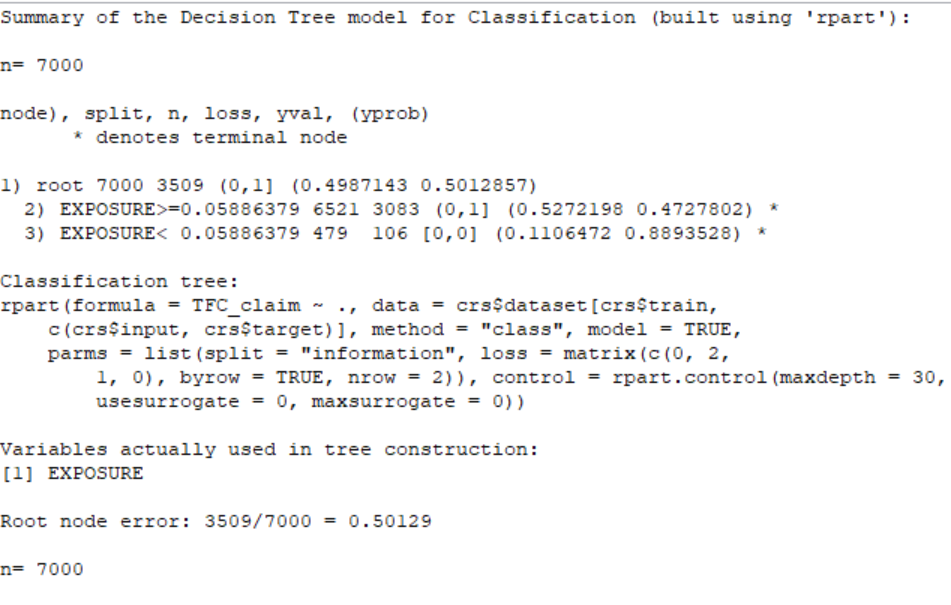 Summary of the Decision Tree model for Classification (built using 'rpart'):
n= 7000
node), split, n, loss, yval, (yprob)
* denotes terminal node
1) root 7000 3509 (0,1] (0.4987143 0.5012857)
2) EXPOSURE>=0.05886379 6521 3083 (0,1] (0.5272198 0.4727802) *
3) EXPOSURE< 0.05886379 479  106 [0,0] (0.1106472 0.8893528) *
Classification tree:
rpart(formula = TFC_claim ~ ., data = crs$dataset[crs$train,
c(crs$input, crs$target)], method = "class", model = TRUE,
parms = list(split = "information", loss = matrix(c(0, 2,
1, 0), byrow = TRUE, nrow = 2)), control = rpart.control(maxdepth = 30,
usesurrogate = 0, maxsurrogate = 0))
Variables actually used in tree construction:
[1] EXPOSURE
Root node error: 3509/7000 = 0.50129
n= 7000